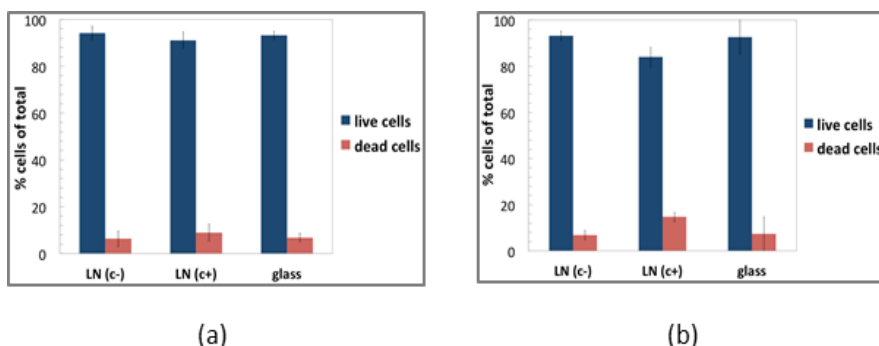 100
80
60
40
20
0
% cells of total
LN (c-)
LN (c+)
glass
live cells
dead cells
(a)
100
80
60
40
20
0
% cells of total
LN (c-)
LN (c+)
glass
live cells
dead cells
(b)